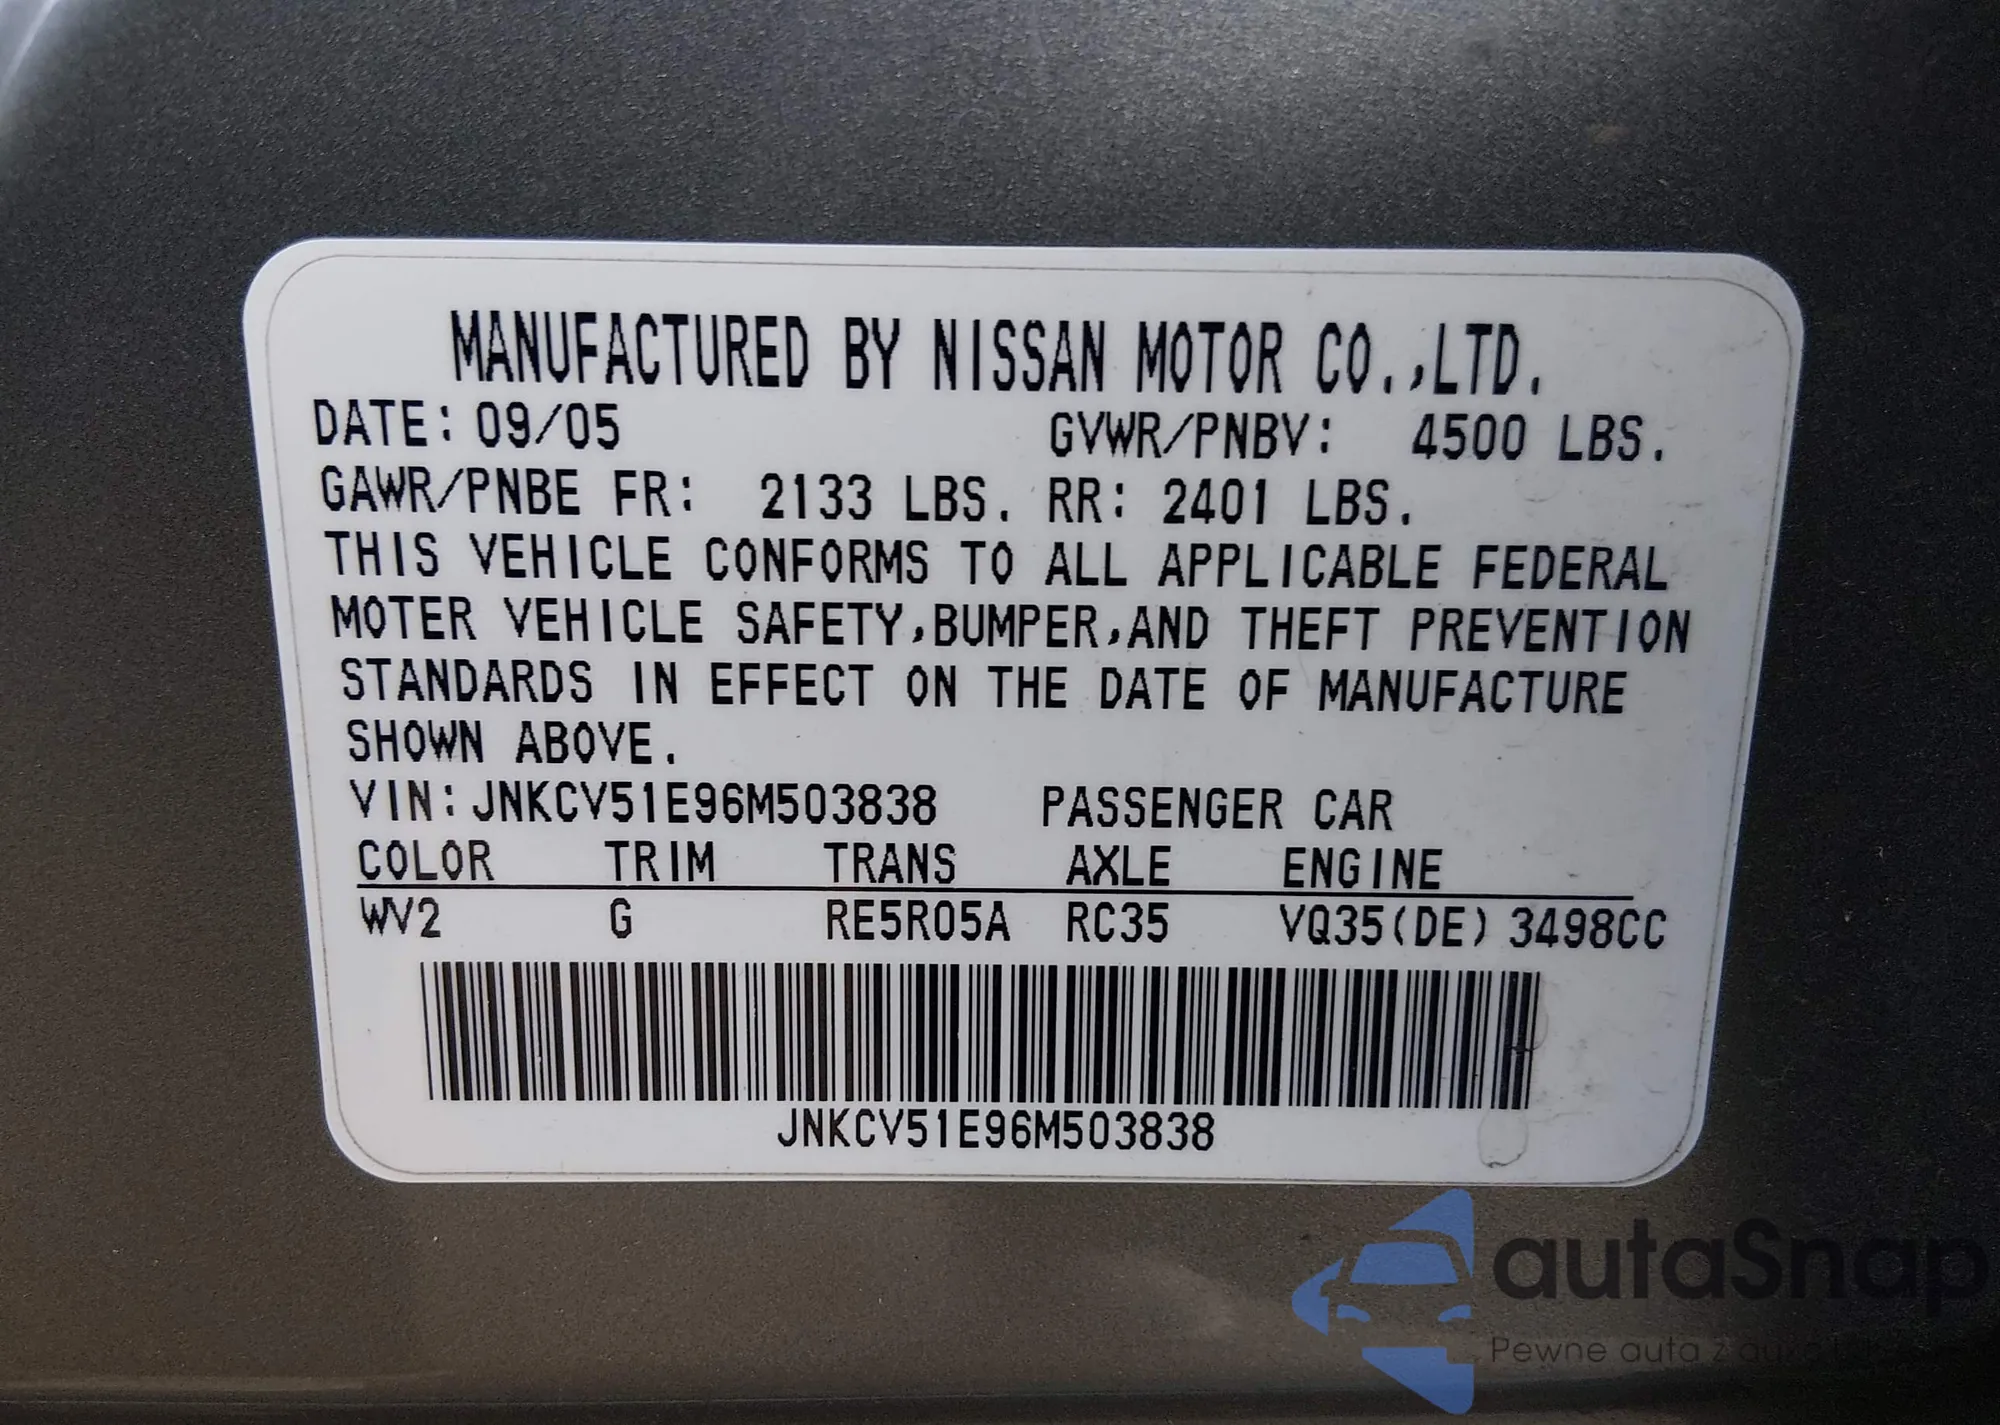 MANUFACTURED BY NISSAN MOTOR CO.,LTD.
DATE: 09/05 GVWR/PNBV: 4500 LBS.
GAWR/PNBE FR: 2133 LBS. RR: 2401 LBS.
THIS VEHICLE CONFORMS TO ALL APPLICABLE FEDERAL
MOTER VEHICLE SAFETY,BUMPER,AND THEFT PREVENTION
STANDARDS IN EFFECT ON THE DATE OF MANUFACTURE
SHOWN ABOVE.
VIN: JNKCV51E96M503838 PASSENGER CAR
COLOR TRIM TRANS AXLE ENGINE
WV2 G RE5R05A RC35 VQ35(DE) 3498CC
JNKCV51E96M503838
autaSnap
Pewne auta z